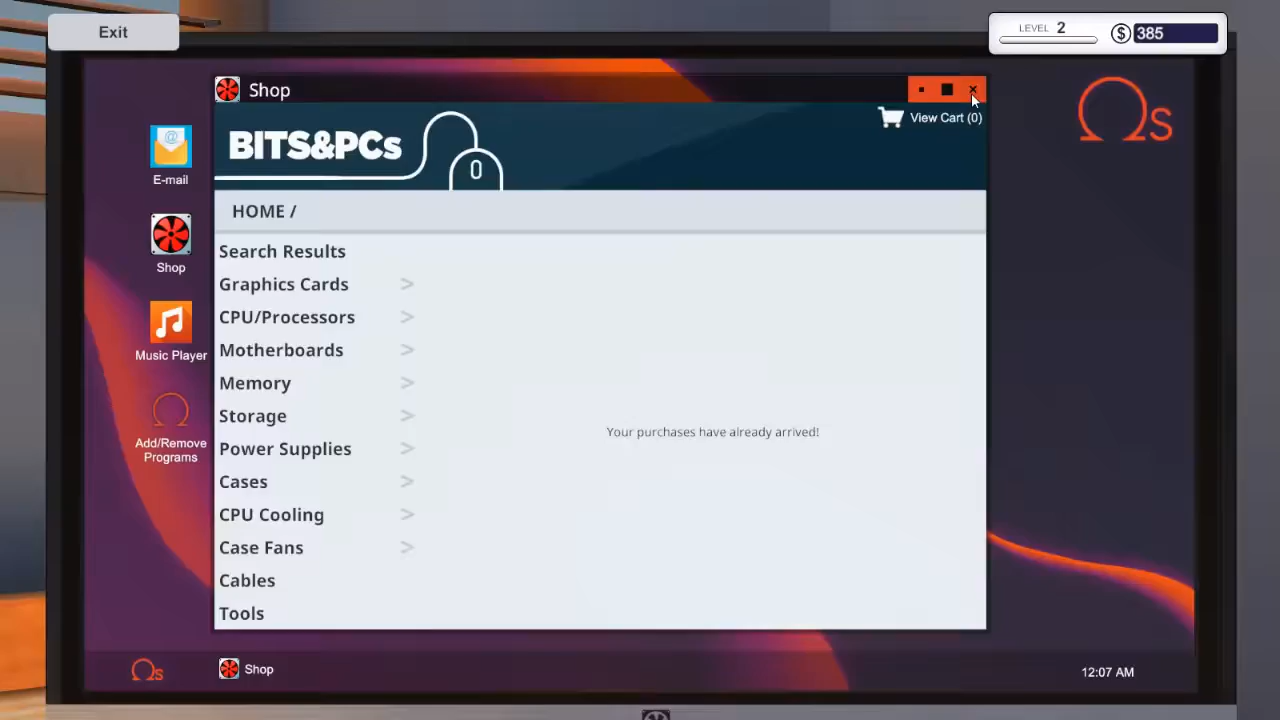 Exit
LEVEL 2
$ 385
Shop
View Cart (0)
BITS&PCs
HOME /
E-mail
Shop
Music Player
Add/Remove
Programs
Search Results
Graphics Cards >
CPU/Processors >
Motherboards >
Memory >
Storage >
Power Supplies >
Cases >
CPU Cooling >
Case Fans >
Cables
Tools
Your purchases have already arrived!
Ωs
Ωs
Shop
12:07 AM